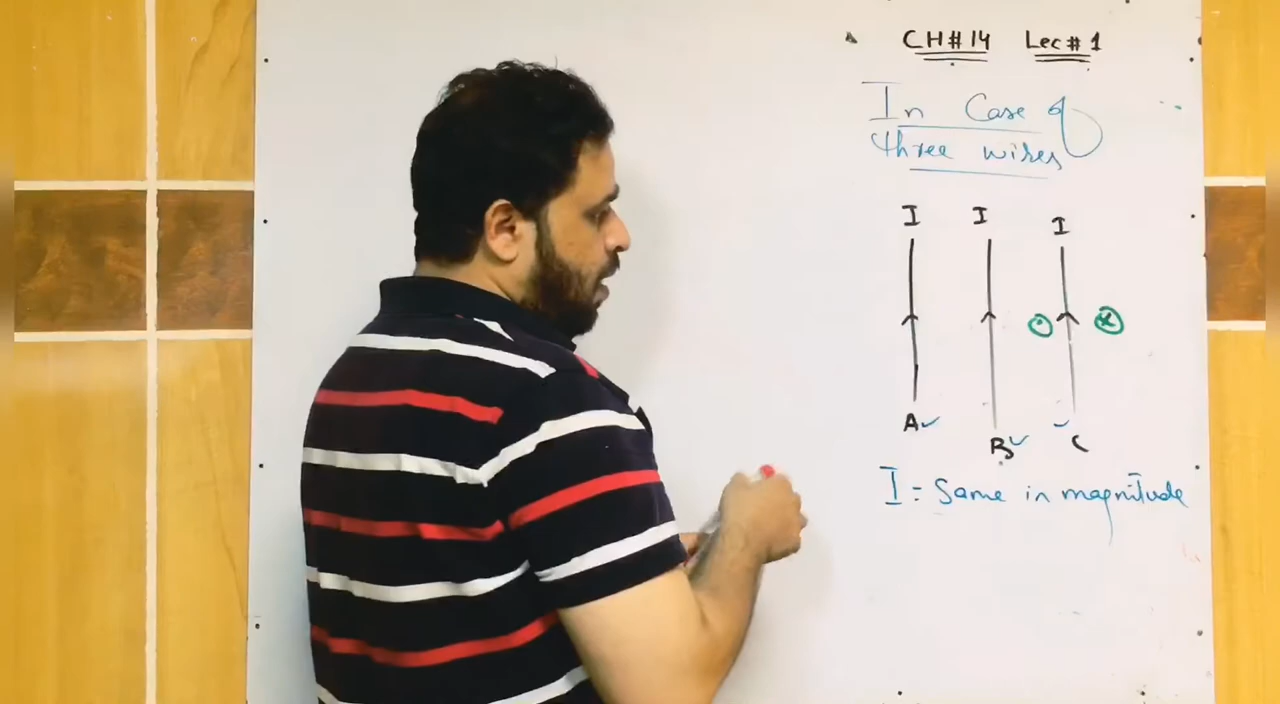 CH#14 Lec#1
In Case of
three wires
I I I
A
B C
I = Same in magnitude